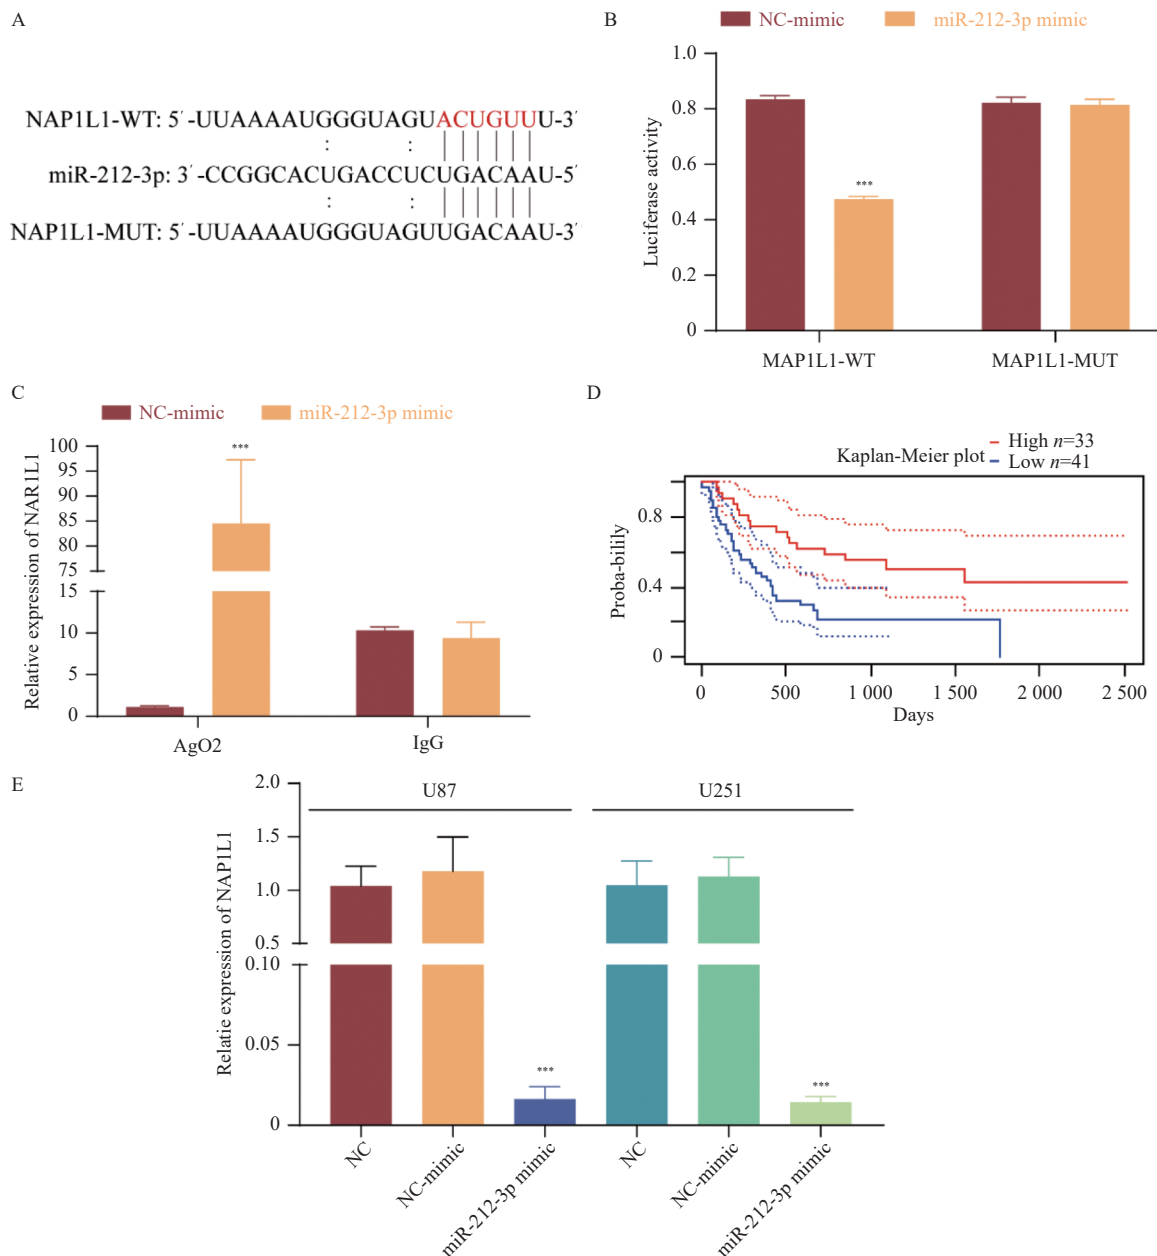 A
NAP1L1-WT: 5′-UUAAAAUGGGUAGUACUGUUU-3′
miR-212-3p: 3′-CCGGCACUGACCUCUGACAAU-5′
NAP1L1-MUT: 5′-UUAAAAUGGGUAGUUGACAAU-3′
B
NC-mimic
miR-212-3p mimic
Luciferase activity
1.0
0.8
0.6
0.4
0.2
0
***
MAP1L1-WT
MAP1L1-MUT
C
NC-mimic
miR-212-3p mimic
Relative expression of NAR1L1
100
95
90
85
80
75
15
10
5
0
***
AgO2
IgG
D
Kaplan-Meier plot
High n=33
Low n=41
Proba-bilily
0.8
0.4
0
0
500
1 000
1 500
2 000
2 500
Days
E
Relatie expression of NAP1L1
2.0
1.5
1.0
0.5
0.10
0.05
0
U87
U251
***
***
NC
NC-mimic
miR-212-3p mimic
NC
NC-mimic
miR-212-3p mimic